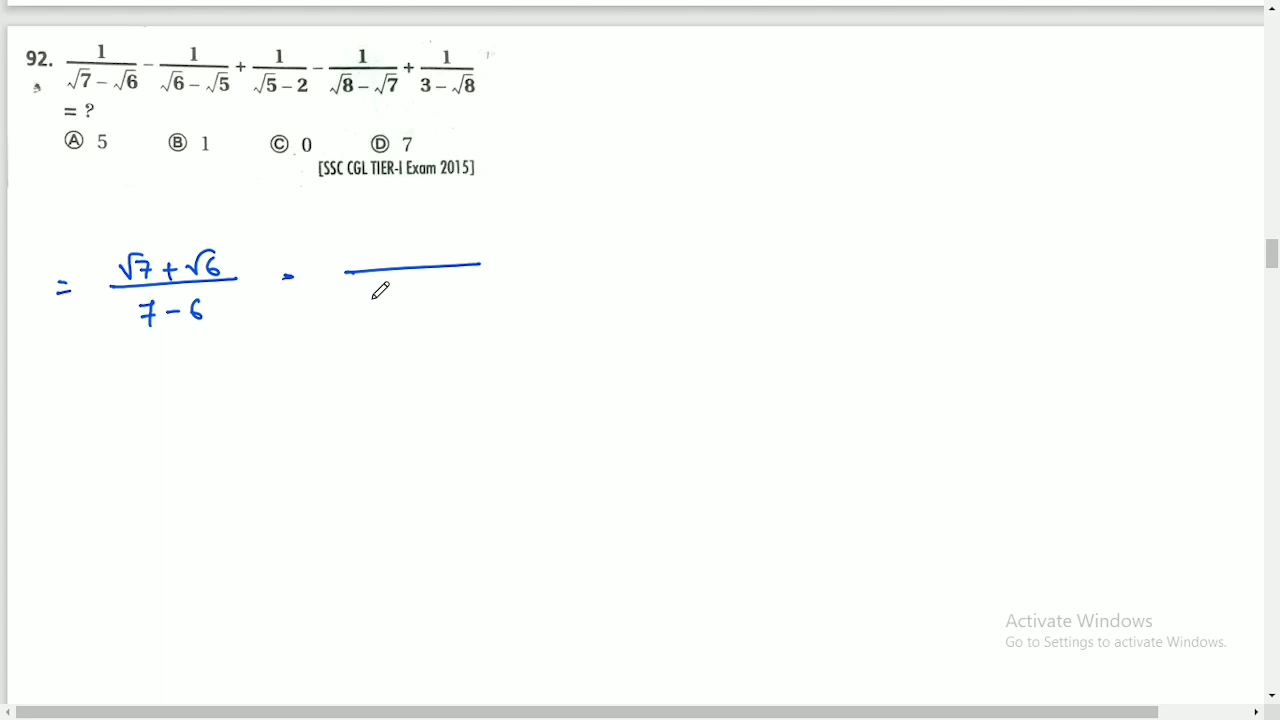 92. 1/(√7 – √6) – 1/(√6 – √5) + 1/(√5 – 2) – 1/(√8 – √7) + 1/(3 – √8)
= ?
Ⓐ 5 Ⓑ 1 Ⓒ 0 Ⓓ 7
[SSC CGL TIER-I Exam 2015]
= (√7 + √6)/(7 – 6) -
Activate Windows
Go to Settings to activate Windows.